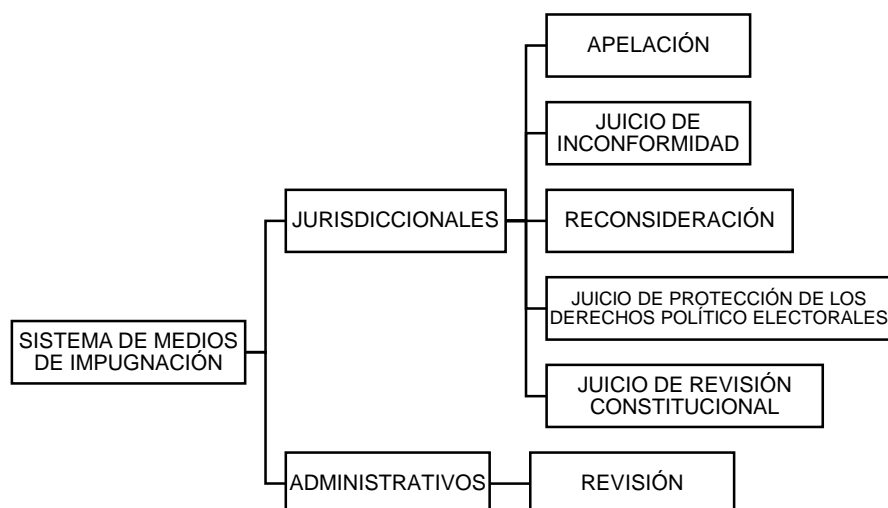 APELACIÓN
JUICIO DE
INCONFORMIDAD
JURISDICCIONALES
RECONSIDERACIÓN
JUICIO DE PROTECCIÓN DE LOS
DERECHOS POLÍTICO ELECTORALES
SISTEMA DE MEDIOS
DE IMPUGNACIÓN
JUICIO DE REVISIÓN
CONSTITUCIONAL
ADMINISTRATIVOS
REVISIÓN